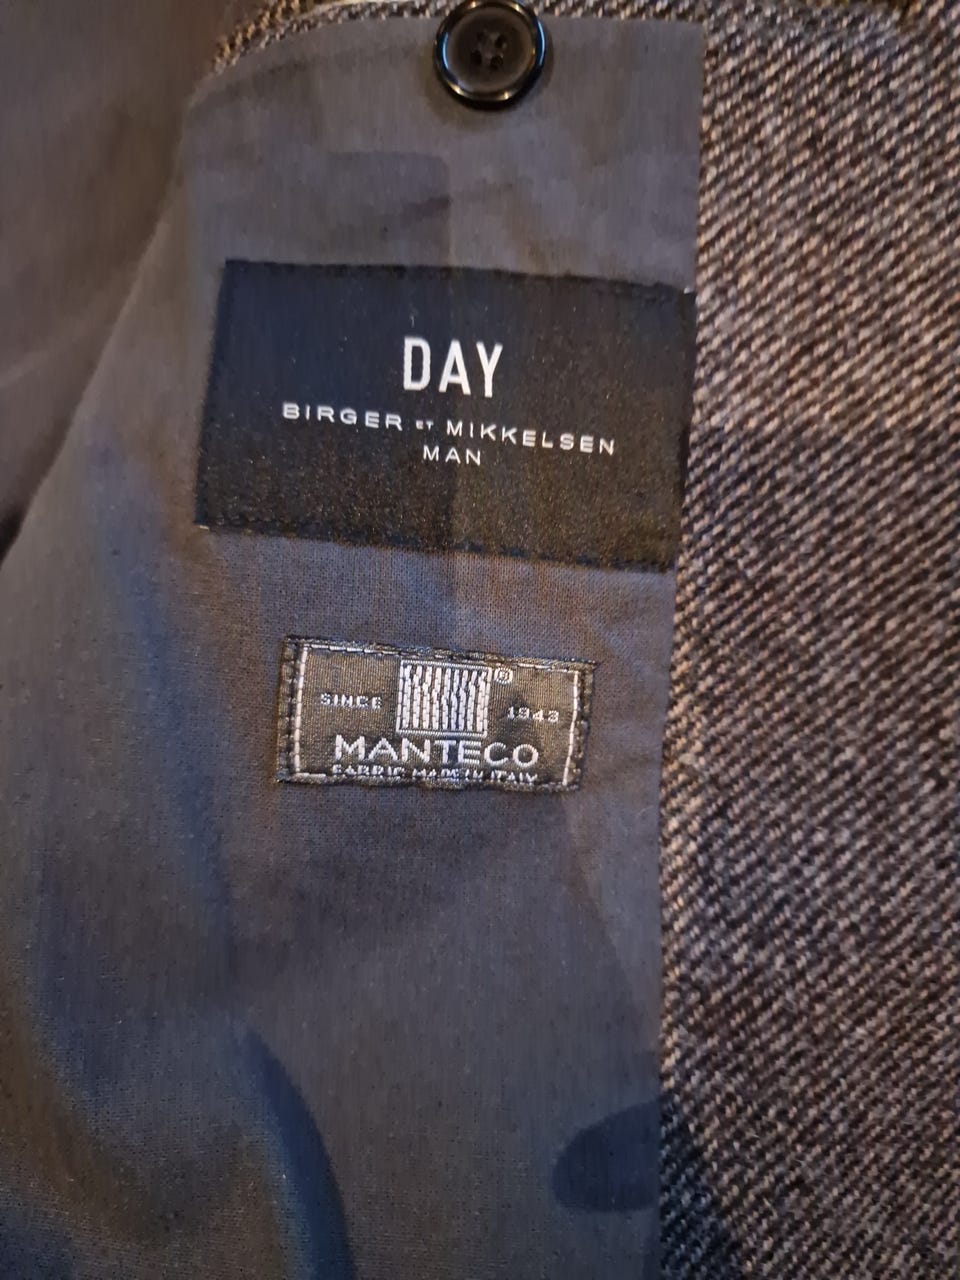 DAY
BIRGER ET MIKKELSEN
MAN
SINCE ® 1943
MANTECO
FABRIC MADE IN ITALY